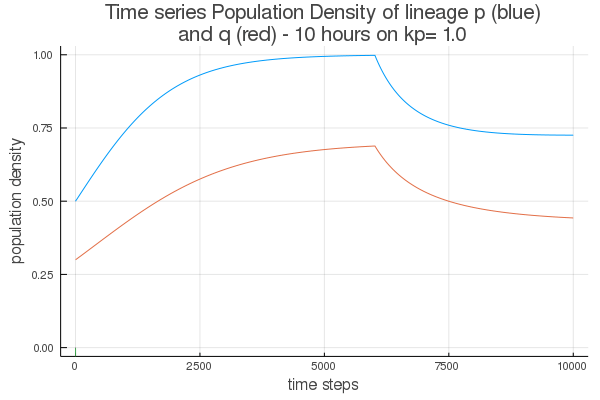 Time series Population Density of lineage p (blue)
and q (red) - 10 hours on kp= 1.0
1.00
0.75
0.50
0.25
0.00
population density
0 2500 5000 7500 10000
time steps